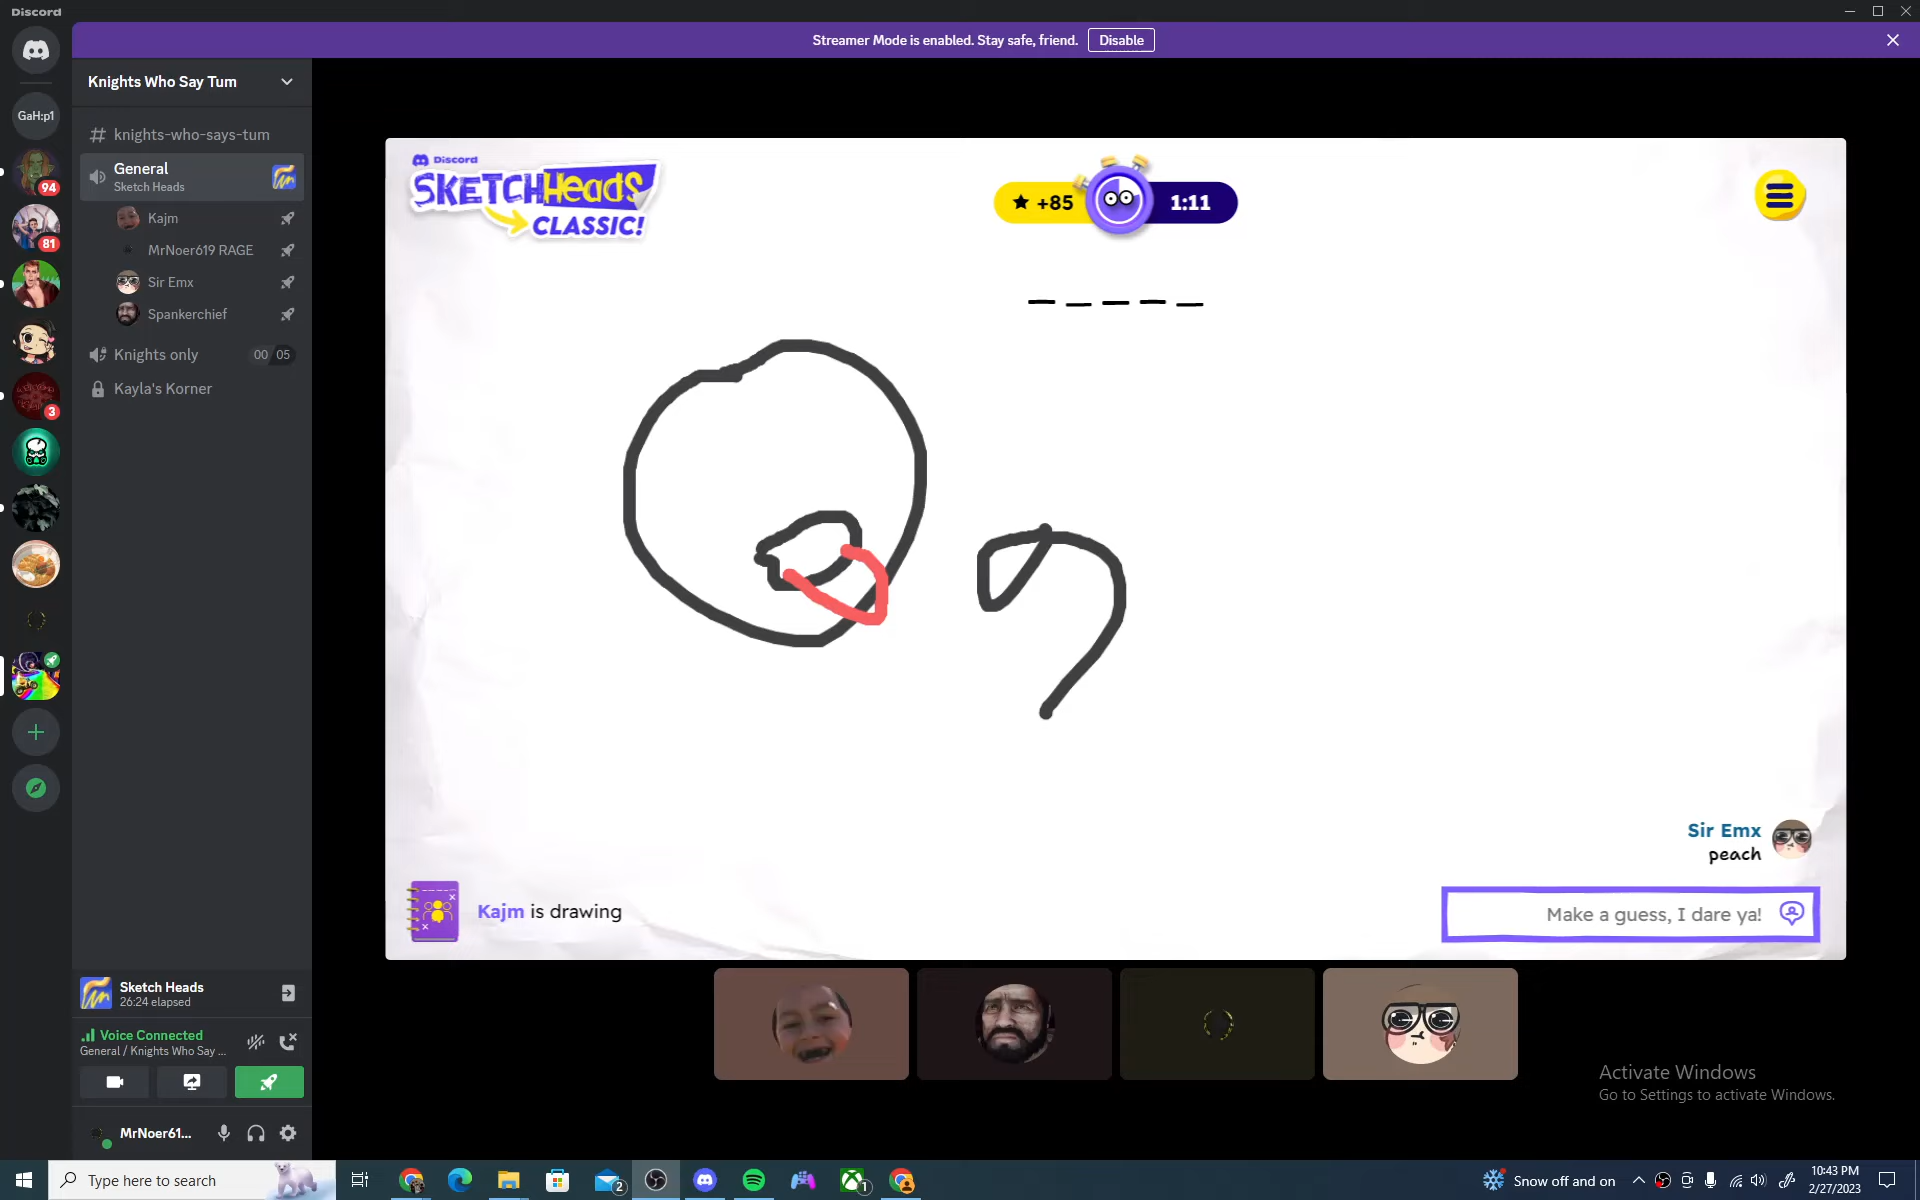 Discord
Streamer Mode is enabled. Stay safe, friend.
Disable
Knights Who Say Tum
GaH:p1
knights-who-says-tum
General
Sketch Heads
94
81
3
Kajm
MrNoer619 RAGE
Sir Emx
Spankerchief
Knights only
00 05
Kayla's Korner
Discord
SKETCHHeadS
CLASSIC!
+85
1:11
Sir Emx
peach
Kajm is drawing
Make a guess, I dare ya!
Sketch Heads
26:24 elapsed
Voice Connected
General / Knights Who Say ...
MrNoer61...
Activate Windows
Go to Settings to activate Windows.
Type here to search
2
1
Snow off and on
10:43 PM
2/27/2023